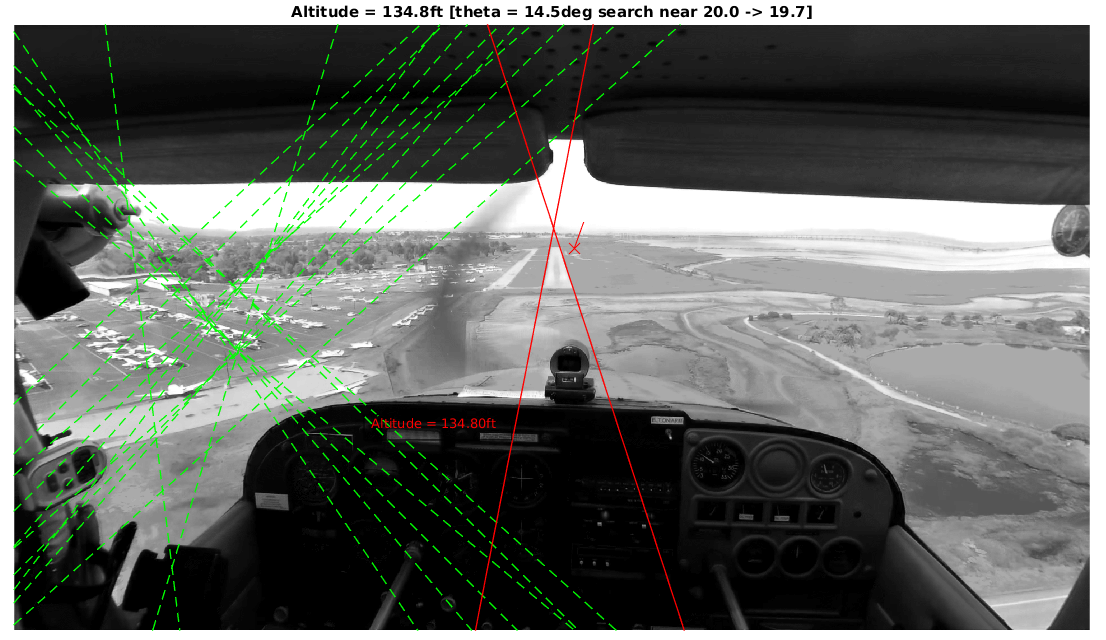 Altitude = 134.8ft [theta = 14.5deg search near 20.0 -> 19.7]
Altitude = 134.80ft